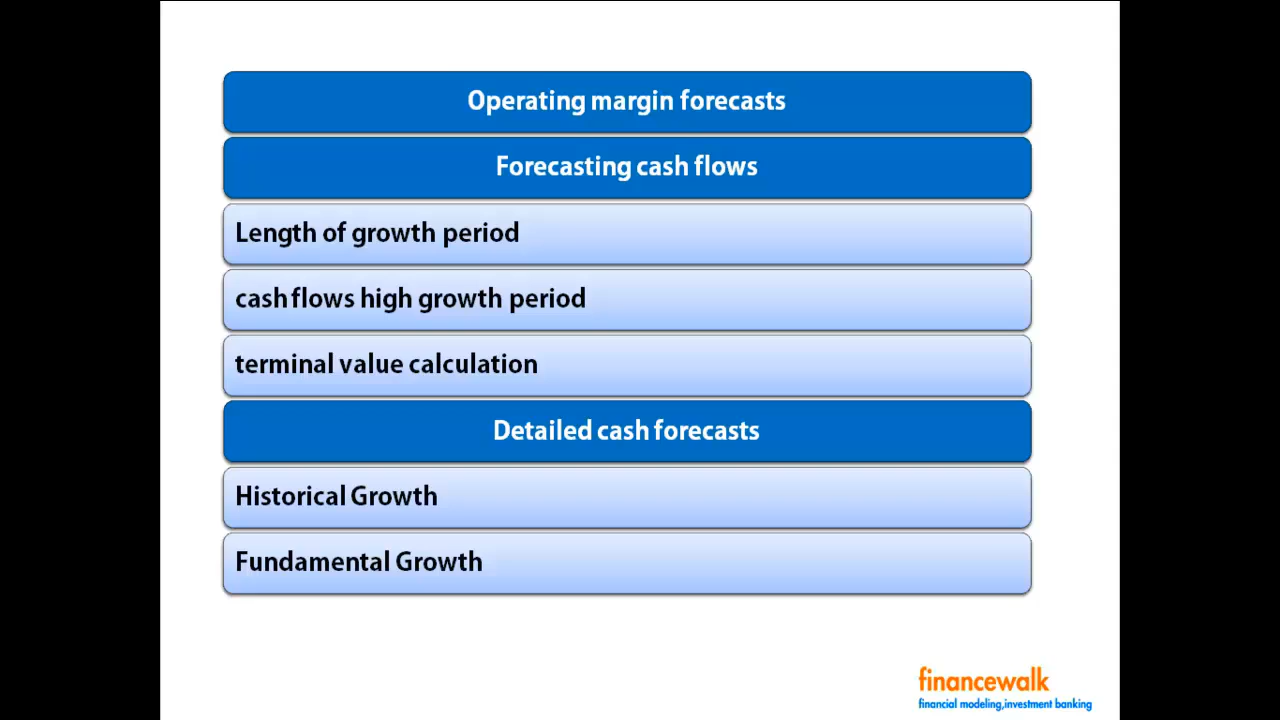 Operating margin forecasts
Forecasting cash flows
Length of growth period
cash flows high growth period
terminal value calculation
Detailed cash forecasts
Historical Growth
Fundamental Growth
financewalk
financial modeling,investment banking